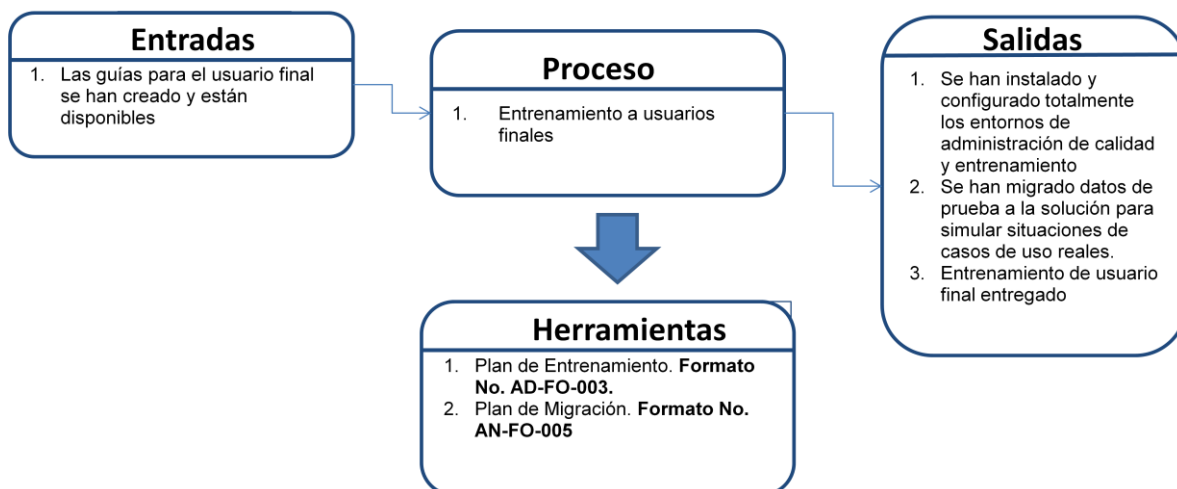 Entradas
1. Las guías para el usuario final
se han creado y están
disponibles
Proceso
1. Entrenamiento a usuarios
finales
Salidas
1. Se han instalado y
configurado totalmente
los entornos de
administración de calidad
y entrenamiento
2. Se han migrado datos de
prueba a la solución para
simular situaciones de
casos de uso reales.
3. Entrenamiento de usuario
final entregado
Herramientas
1. Plan de Entrenamiento. Formato
No. AD-FO-003.
2. Plan de Migración. Formato No.
AN-FO-005